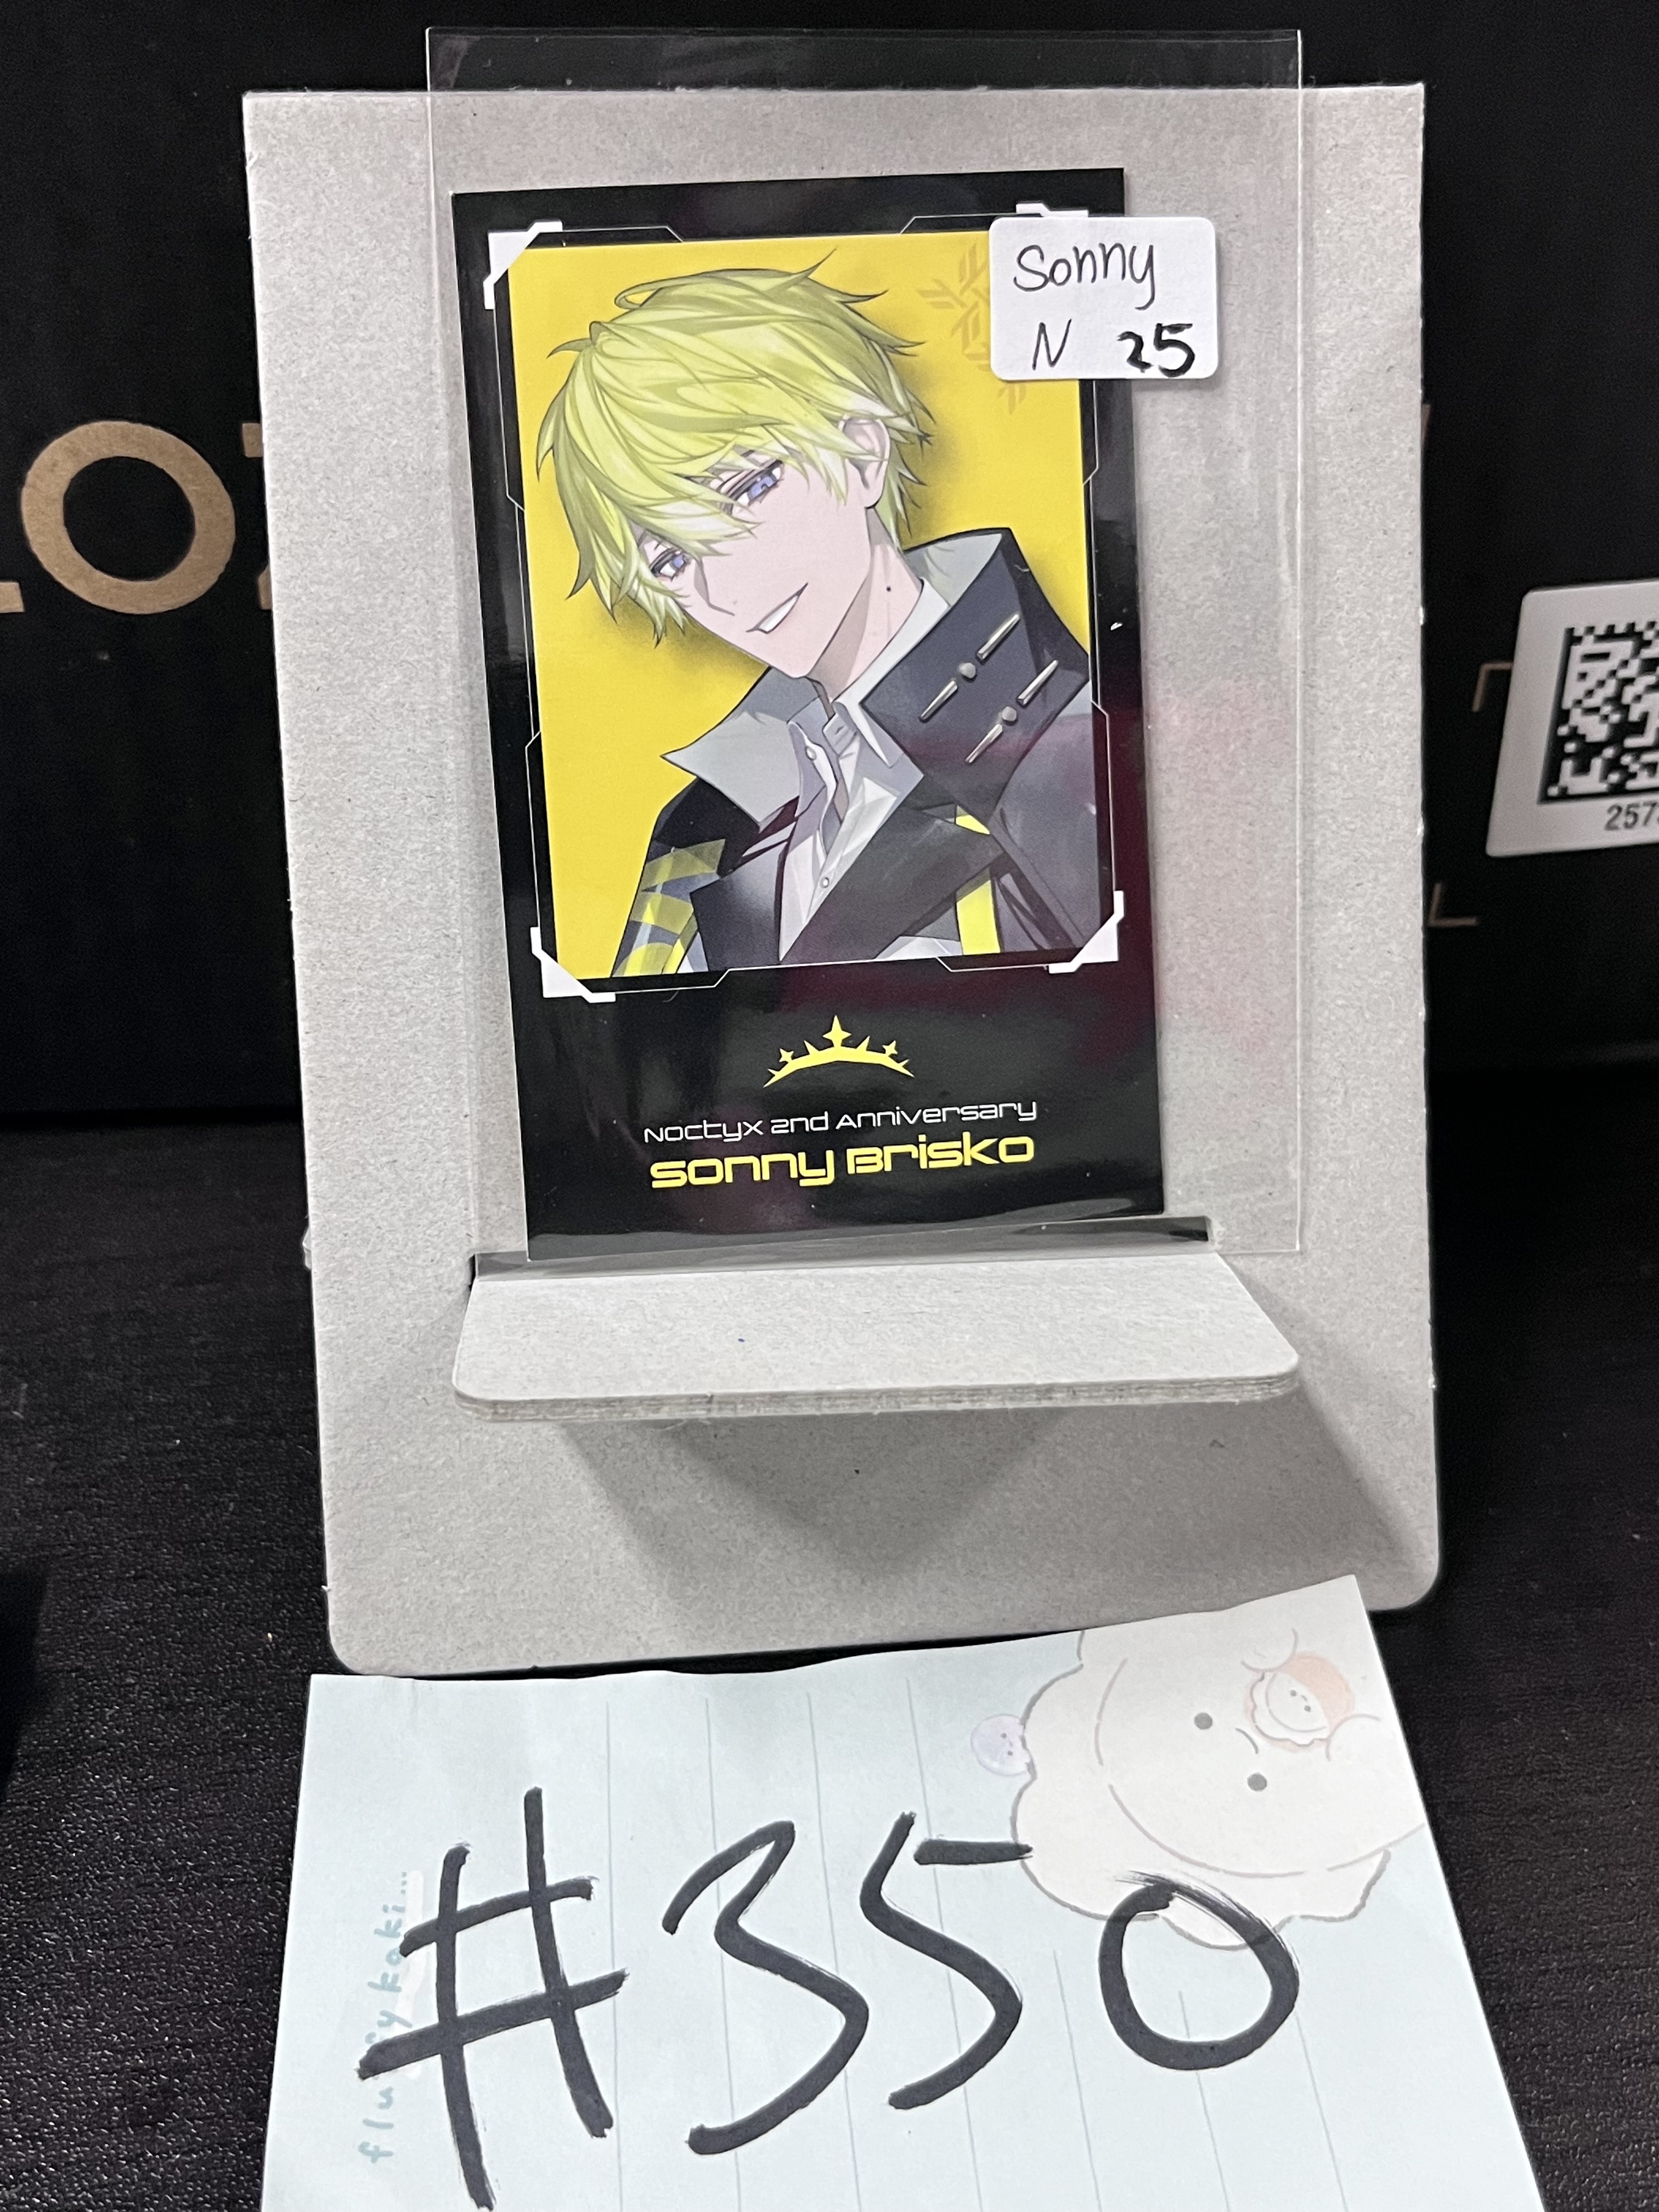 Sonny
N 25
Noctyx 2nd Anniversary
Sonny Brisko
#350